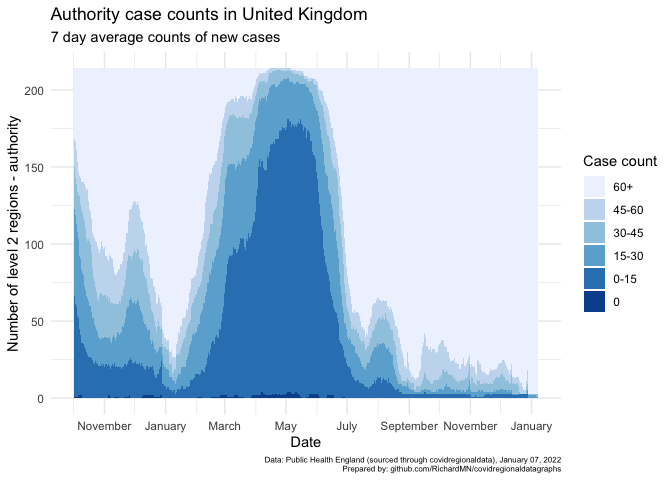 Authority case counts in United Kingdom
7 day average counts of new cases
Number of level 2 regions - authority
200
150
100
50
0
November January March May July September November January
Date
Case count
60+
45-60
30-45
15-30
0-15
0
Data: Public Health England (sourced through covidregionaldata), January 07, 2022
Prepared by: github.com/RichardMN/covidregionaldatagraphs